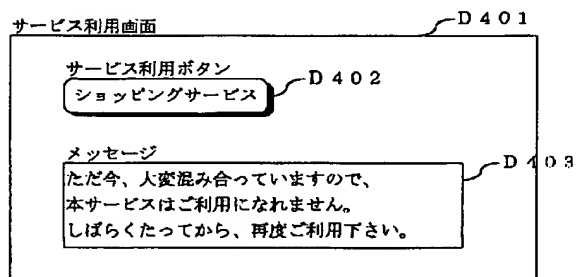 サービス利用画面
D401
サービス利用ボタン
ショッピングサービス
D402
メッセージ
D403
ただ今、大変混み合っていますので、
本サービスはご利用になれません。
しばらくたってから、再度ご利用下さい。